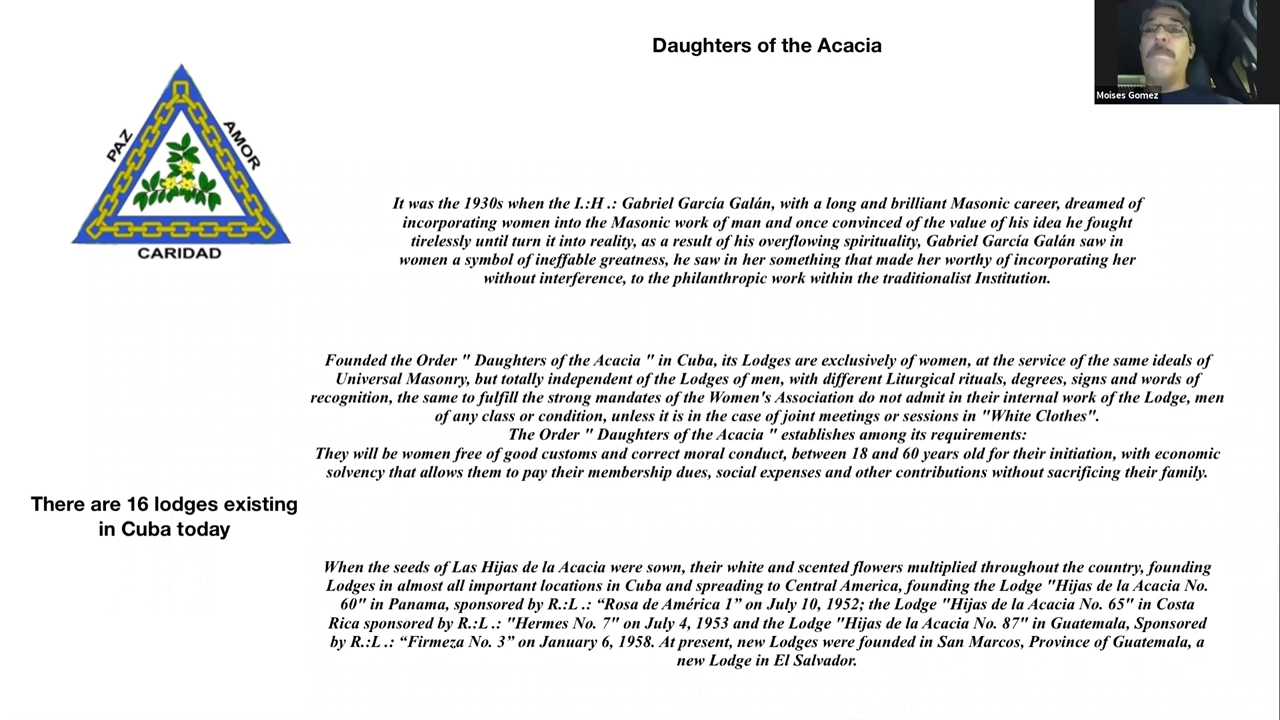 Daughters of the Acacia
Moises Gomez
PAZ
AMOR
CARIDAD
It was the 1930s when the I.:H .: Gabriel García Galán, with a long and brilliant Masonic career, dreamed of
incorporating women into the Masonic work of man and once convinced of the value of his idea he fought
tirelessly until turn it into reality, as a result of his overflowing spirituality, Gabriel García Galán saw in
women a symbol of ineffable greatness, he saw in her something that made her worthy of incorporating her
without interference, to the philanthropic work within the traditionalist Institution.
Founded the Order " Daughters of the Acacia " in Cuba, its Lodges are exclusively of women, at the service of the same ideals of
Universal Masonry, but totally independent of the Lodges of men, with different Liturgical rituals, degrees, signs and words of
recognition, the same to fulfill the strong mandates of the Women's Association do not admit in their internal work of the Lodge, men
of any class or condition, unless it is in the case of joint meetings or sessions in "White Clothes".
The Order " Daughters of the Acacia " establishes among its requirements:
They will be women free of good customs and correct moral conduct, between 18 and 60 years old for their initiation, with economic
solvency that allows them to pay their membership dues, social expenses and other contributions without sacrificing their family.
There are 16 lodges existing
in Cuba today
When the seeds of Las Hijas de la Acacia were sown, their white and scented flowers multiplied throughout the country, founding
Lodges in almost all important locations in Cuba and spreading to Central America, founding the Lodge "Hijas de la Acacia No.
60" in Panama, sponsored by R.:L .: “Rosa de América 1” on July 10, 1952; the Lodge "Hijas de la Acacia No. 65" in Costa
Rica sponsored by R.:L .: "Hermes No. 7" on July 4, 1953 and the Lodge "Hijas de la Acacia No. 87" in Guatemala, Sponsored
by R.:L .: “Firmeza No. 3” on January 6, 1958. At present, new Lodges were founded in San Marcos, Province of Guatemala, a
new Lodge in El Salvador.